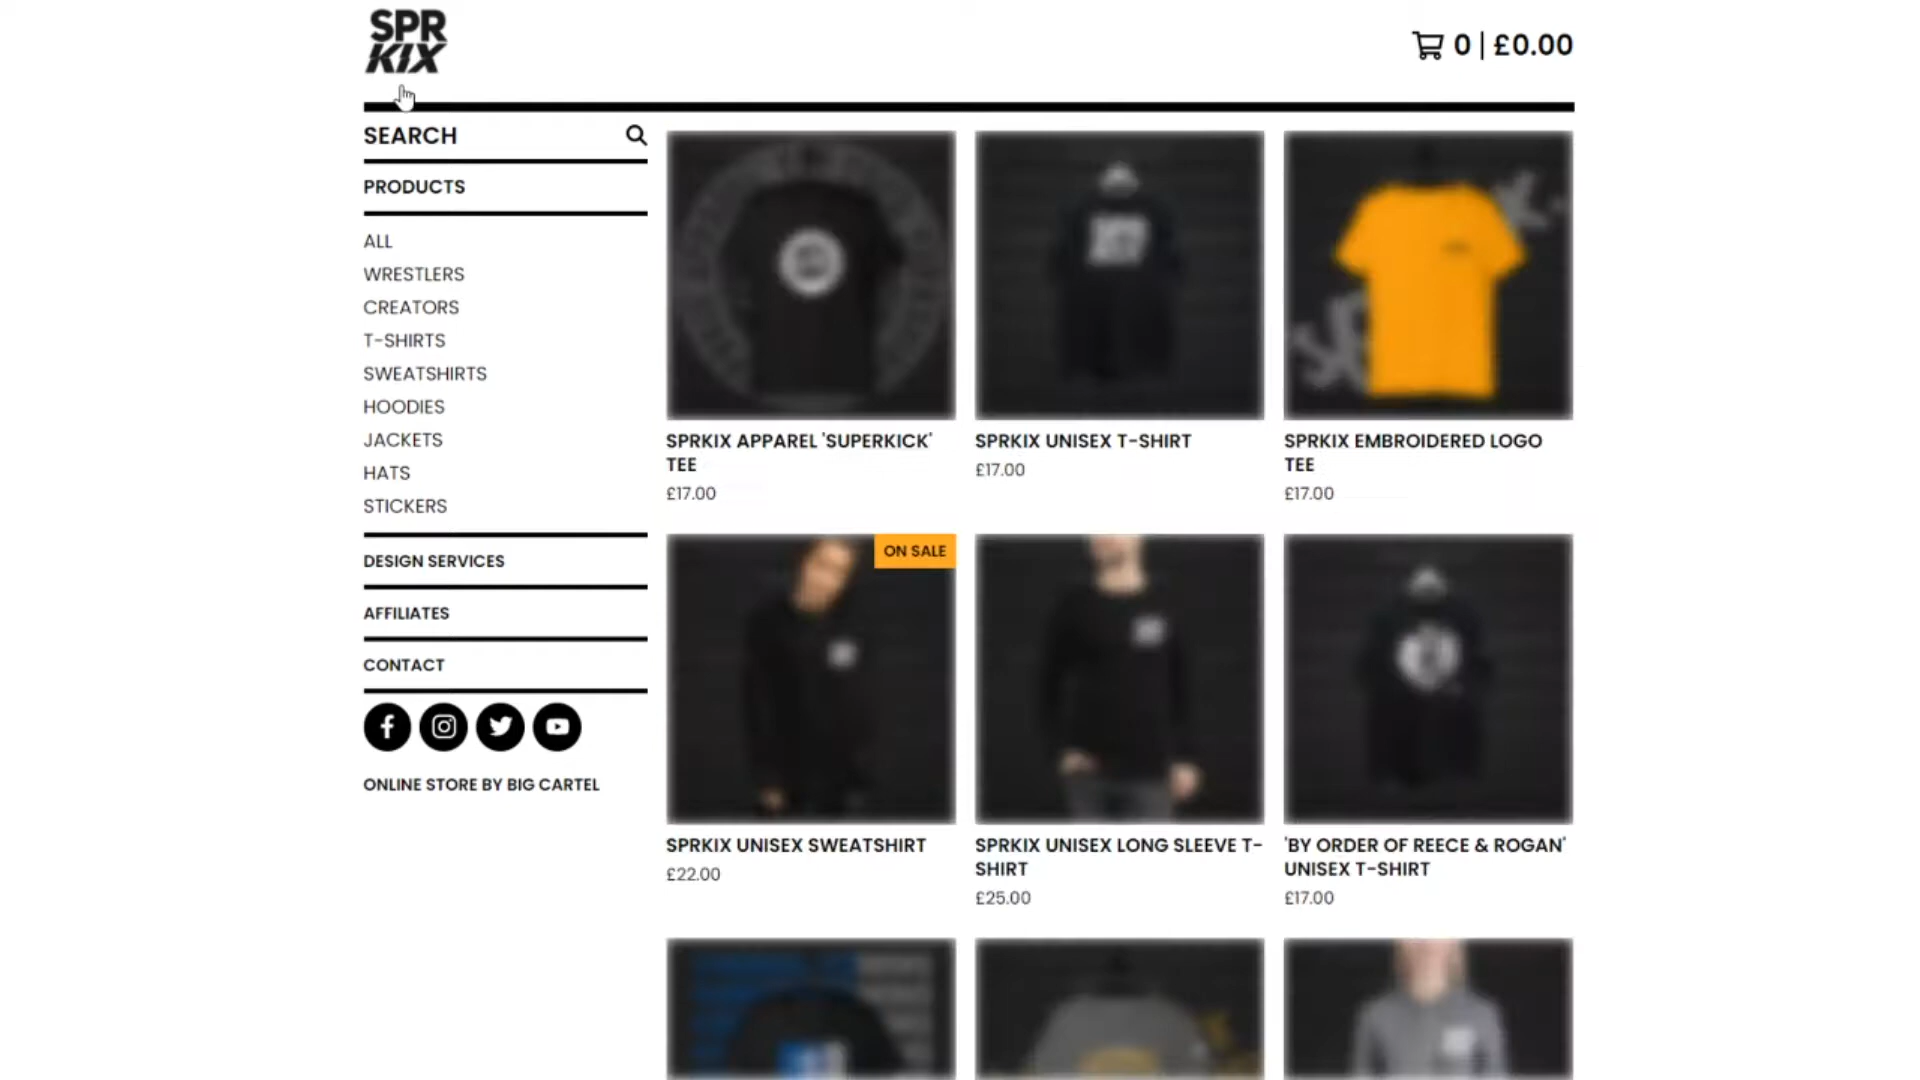 SPR
KIX
0 | £0.00
SEARCH
PRODUCTS
ALL
WRESTLERS
CREATORS
T-SHIRTS
SWEATSHIRTS
HOODIES
JACKETS
HATS
STICKERS
DESIGN SERVICES
AFFILIATES
CONTACT
ONLINE STORE BY BIG CARTEL
SPRKIX APPAREL 'SUPERKICK'
TEE
£17.00
SPRKIX UNISEX T-SHIRT
£17.00
SPRKIX EMBROIDERED LOGO
TEE
£17.00
ON SALE
SPRKIX UNISEX SWEATSHIRT
£22.00
SPRKIX UNISEX LONG SLEEVE T-
SHIRT
£25.00
'BY ORDER OF REECE & ROGAN'
UNISEX T-SHIRT
£17.00